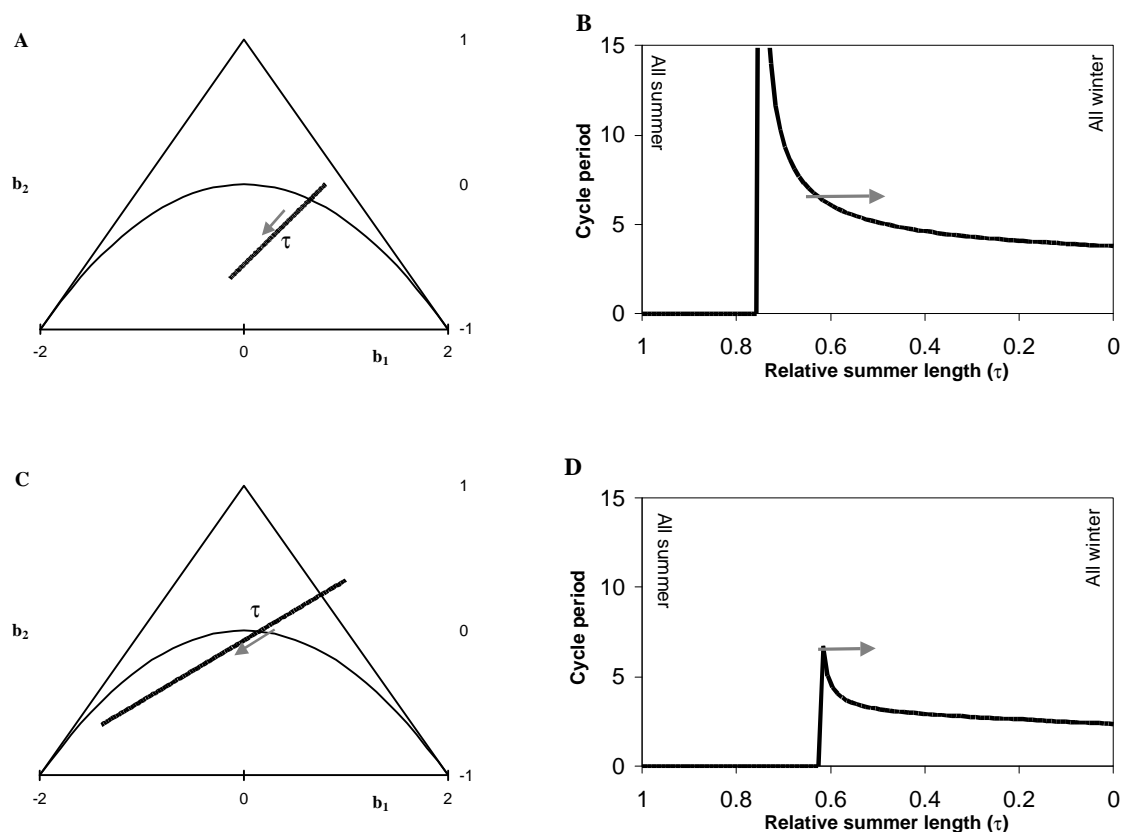 A
1
b2
0
τ
-1
-2
0
b1
2
B
15
10
5
0
Cycle period
All summer
All winter
1
0.8
0.6
0.4
0.2
0
Relative summer length (τ)
C
1
τ
b2
0
-1
-2
0
b1
2
D
15
10
5
0
Cycle period
All summer
All winter
1
0.8
0.6
0.4
0.2
0
Relative summer length (τ)